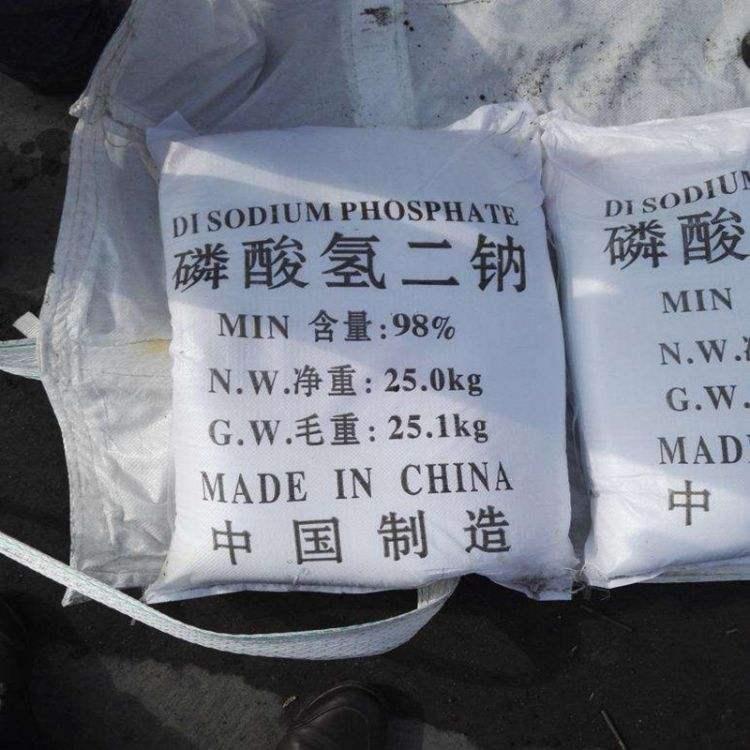 DI SODIUM PHOSPHATE
磷酸氢二钠
MIN 含量:98%
N.W.净重:25.0kg
G.W.毛重:25.1kg
MADE IN CHINA
中国制造
DI SODIUM
磷酸
MIN
N.W.
G.W.
MAD
中